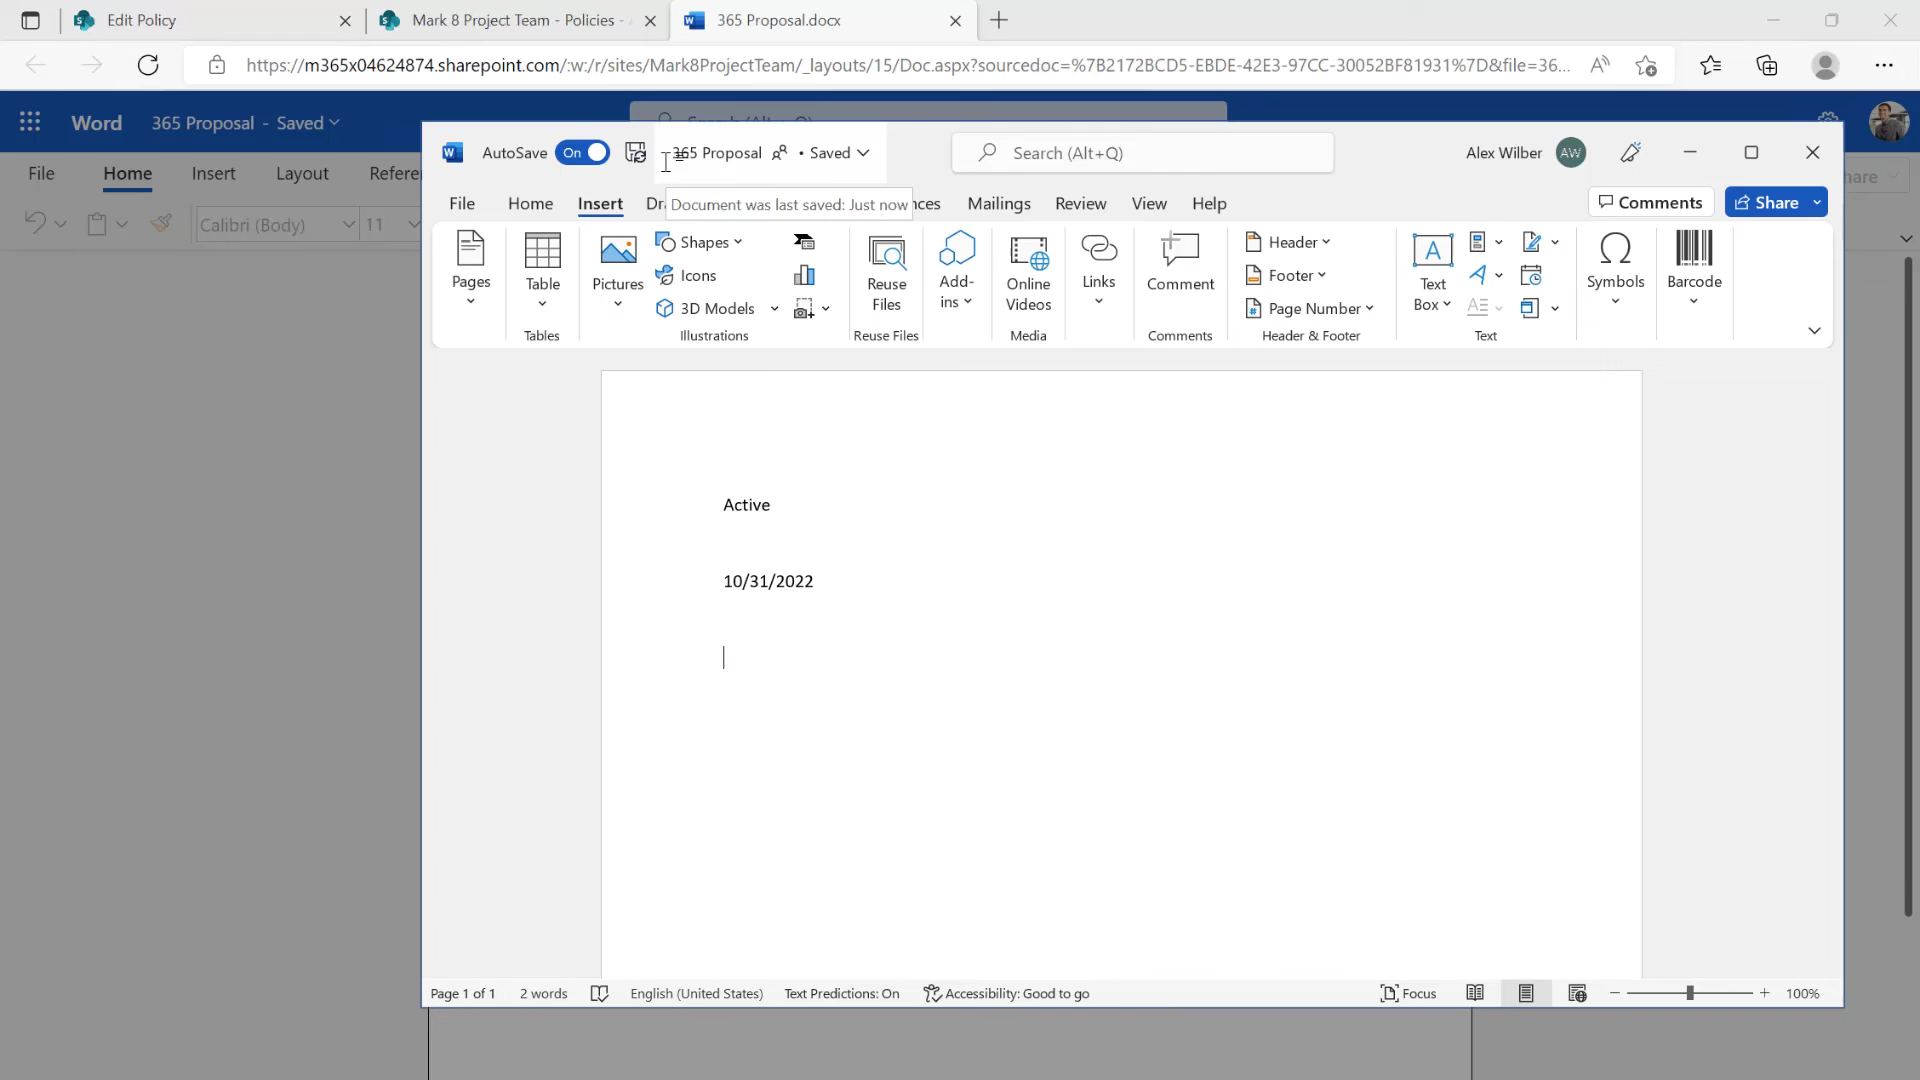 Edit Policy
Mark 8 Project Team - Policies -
365 Proposal.docx
https://m365x04624874.sharepoint.com/:w:/r/sites/Mark8ProjectTeam/_layouts/15/Doc.aspx?sourcedoc=%7B2172BCD5-EBDE-42E3-97CC-30052BF81931%7D&file=36...
Word 365 Proposal - Saved
Search (Alt+Q)
File Home Insert Layout Refere
hare
Calibri (Body) 11
AutoSave On 365 Proposal • Saved
Search (Alt+Q)
Alex Wilber AW
File Home Insert Dr
Document was last saved: Just now
nces Mailings Review View Help
Comments Share
Pages
Table
Tables
Pictures
Shapes
Icons
3D Models
Illustrations
Reuse
Files
Reuse Files
Add-
ins
Online
Videos
Media
Links
Comment
Comments
Header
Footer
Page Number
Header & Footer
Text
Box
Text
Symbols
Barcode
Active
10/31/2022
Page 1 of 1 2 words English (United States) Text Predictions: On Accessibility: Good to go Focus 100%